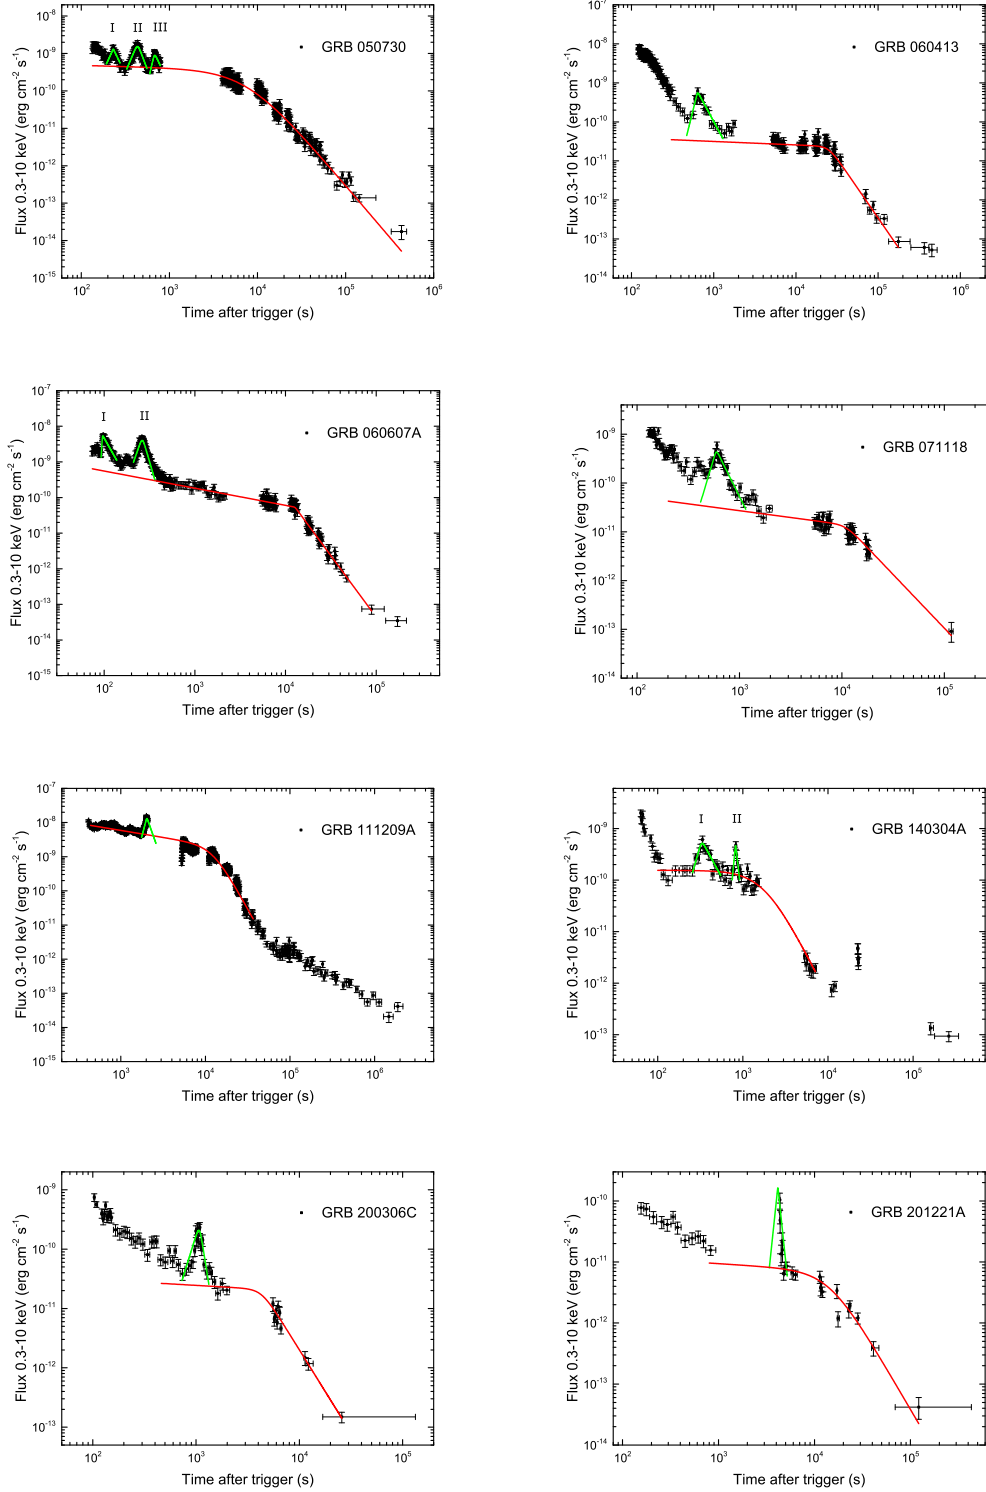 I II III
GRB 050730
10⁻⁸
10⁻⁹
10⁻¹⁰
10⁻¹¹
10⁻¹²
10⁻¹³
10⁻¹⁴
10⁻¹⁵
Flux 0.3-10 keV (erg cm⁻² s⁻¹)
10² 10³ 10⁴ 10⁵ 10⁶
Time after trigger (s)
GRB 060413
10⁻⁷
10⁻⁸
10⁻⁹
10⁻¹⁰
10⁻¹¹
10⁻¹²
10⁻¹³
10⁻¹⁴
Flux 0.3-10 keV (erg cm⁻² s⁻¹)
10² 10³ 10⁴ 10⁵ 10⁶
Time after trigger (s)
I II
GRB 060607A
10⁻⁷
10⁻⁸
10⁻⁹
10⁻¹⁰
10⁻¹¹
10⁻¹²
10⁻¹³
10⁻¹⁴
10⁻¹⁵
Flux 0.3-10 keV (erg cm⁻² s⁻¹)
10² 10³ 10⁴ 10⁵
Time after trigger (s)
GRB 071118
10⁻⁹
10⁻¹⁰
10⁻¹¹
10⁻¹²
10⁻¹³
10⁻¹⁴
Flux 0.3-10 keV (erg cm⁻² s⁻¹)
10² 10³ 10⁴ 10⁵
Time after trigger (s)
GRB 111209A
10⁻⁷
10⁻⁸
10⁻⁹
10⁻¹⁰
10⁻¹¹
10⁻¹²
10⁻¹³
10⁻¹⁴
10⁻¹⁵
Flux 0.3-10 keV (erg cm⁻² s⁻¹)
10³ 10⁴ 10⁵ 10⁶
Time after trigger (s)
I II
GRB 140304A
10⁻⁹
10⁻¹⁰
10⁻¹¹
10⁻¹²
10⁻¹³
Flux 0.3-10 keV (erg cm⁻² s⁻¹)
10² 10³ 10⁴ 10⁵
Time after trigger (s)
GRB 200306C
10⁻⁹
10⁻¹⁰
10⁻¹¹
10⁻¹²
10⁻¹³
Flux 0.3-10 keV (erg cm⁻² s⁻¹)
10² 10³ 10⁴ 10⁵
Time after trigger (s)
GRB 201221A
10⁻¹⁰
10⁻¹¹
10⁻¹²
10⁻¹³
10⁻¹⁴
Flux 0.3-10 keV (erg cm⁻² s⁻¹)
10² 10³ 10⁴ 10⁵
Time after trigger (s)